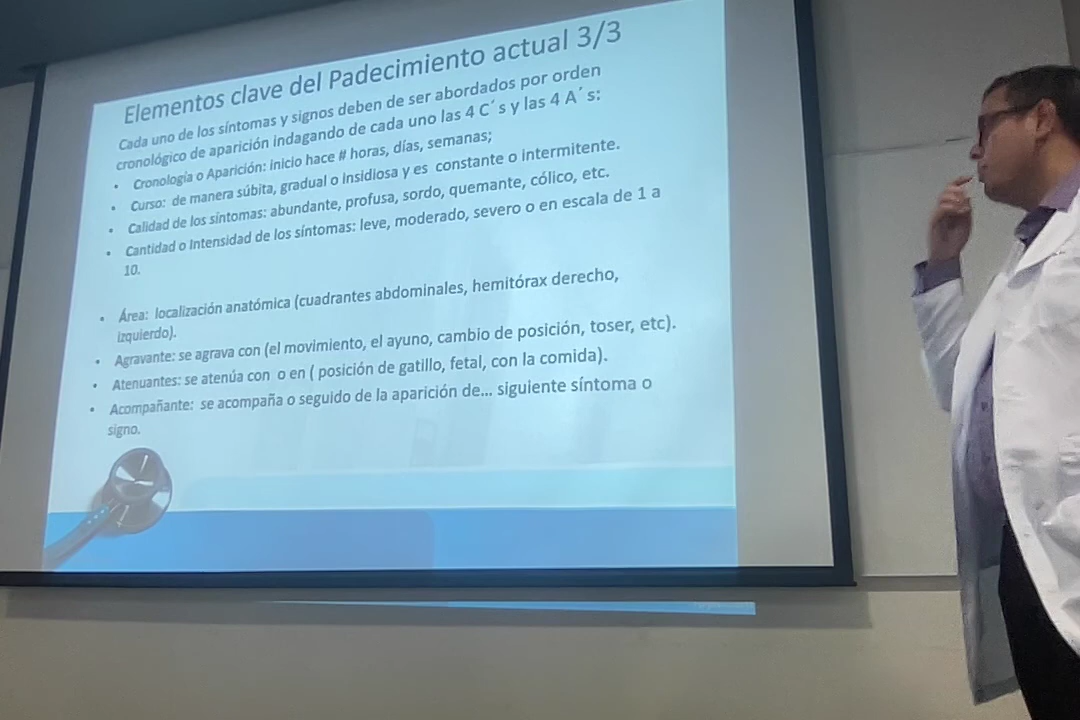 Elementos clave del Padecimiento actual 3/3
Cada uno de los síntomas y signos deben de ser abordados por orden
cronológico de aparición indagando de cada uno las 4 C´s y las 4 A´s:
• Cronología o Aparición: inicio hace # horas, días, semanas;
• Curso: de manera súbita, gradual o insidiosa y es constante o intermitente.
• Calidad de los síntomas: abundante, profusa, sordo, quemante, cólico, etc.
• Cantidad o Intensidad de los síntomas: leve, moderado, severo o en escala de 1 a
10.
• Área: localización anatómica (cuadrantes abdominales, hemitórax derecho,
izquierdo).
• Agravante: se agrava con (el movimiento, el ayuno, cambio de posición, toser, etc).
• Atenuantes: se atenúa con o en ( posición de gatillo, fetal, con la comida).
• Acompañante: se acompaña o seguido de la aparición de... siguiente síntoma o
signo.